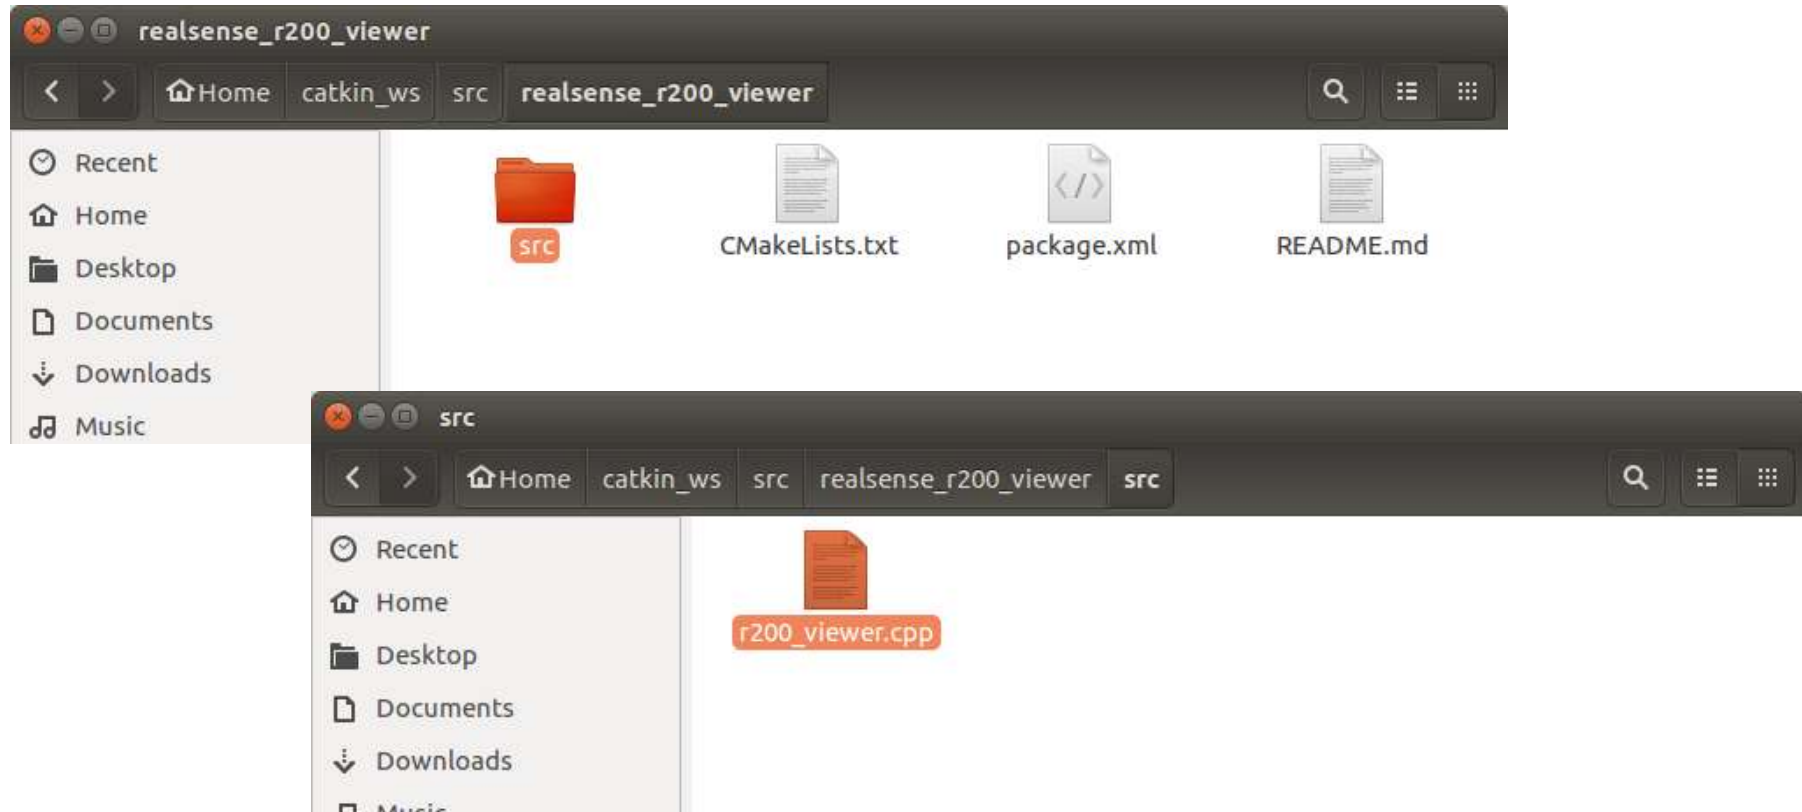 realsense_r200_viewer
Home catkin_ws src realsense_r200_viewer
Recent
Home
Desktop
Documents
Downloads
Music
src
CMakeLists.txt
</>
package.xml
README.md
src
Home catkin_ws src realsense_r200_viewer src
Recent
Home
Desktop
Documents
Downloads
Music
r200_viewer.cpp